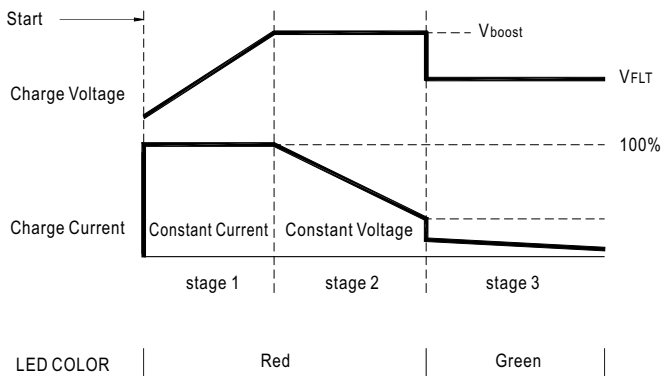 Start
Vboost
Charge Voltage
VFLT
100%
Charge Current
Constant Current
Constant Voltage
stage 1
stage 2
stage 3
LED COLOR
Red
Green